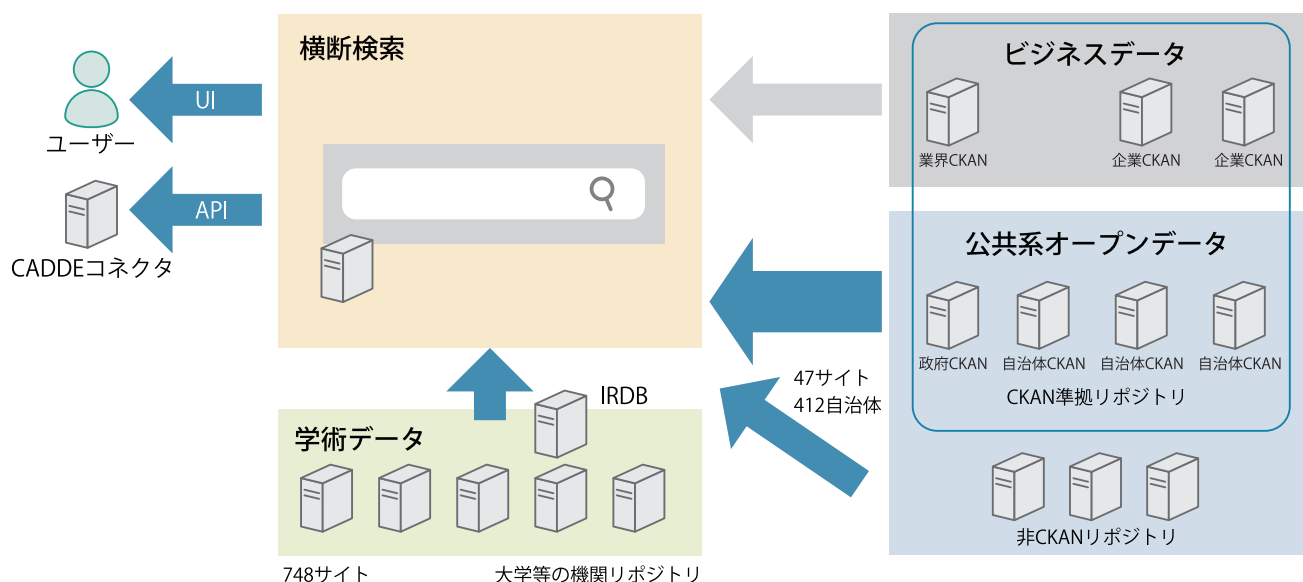 横断検索
UI
ユーザー
API
CADDEコネクタ
ビジネスデータ
業界CKAN
企業CKAN
企業CKAN
公共系オープンデータ
政府CKAN
自治体CKAN
自治体CKAN
自治体CKAN
CKAN準拠リポジトリ
47サイト
412自治体
非CKANリポジトリ
IRDB
学術データ
748サイト
大学等の機関リポジトリ